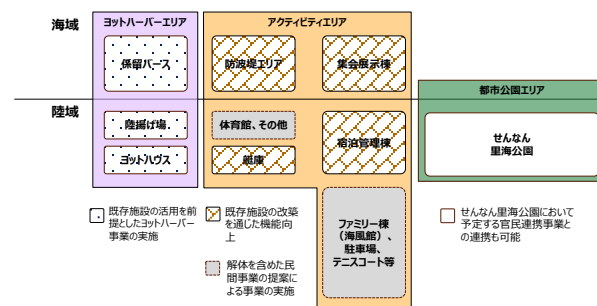 海域
ヨットハーバーエリア
アクティビティエリア
係留バース
防波堤エリア
集会展示棟
都市公園エリア
陸域
陸揚げ場
体育館、その他
宿泊管理棟
せんなん
里海公園
ヨットハウス
艇庫
既存施設の活用を前
提としたヨットハーバー
事業の実施
既存施設の改築
を通じた機能向
上
解体を含めた民
間事業の提案に
よる事業の実施
ファミリー棟
（海風館）、
駐車場、
テニスコート等
せんなん里海公園において
予定する官民連携事業と
の連携も可能